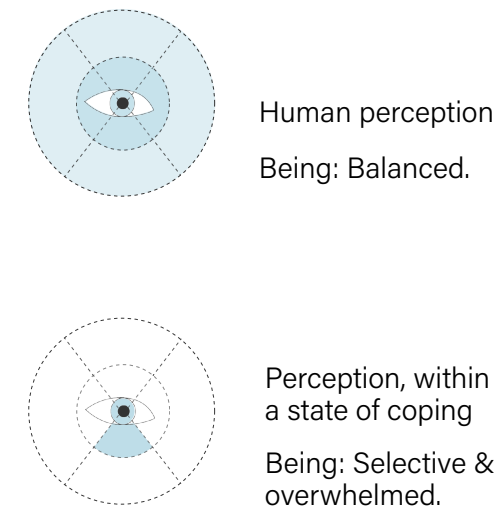 Human perception
Being: Balanced.
Perception, within
a state of coping
Being: Selective &
overwhelmed.